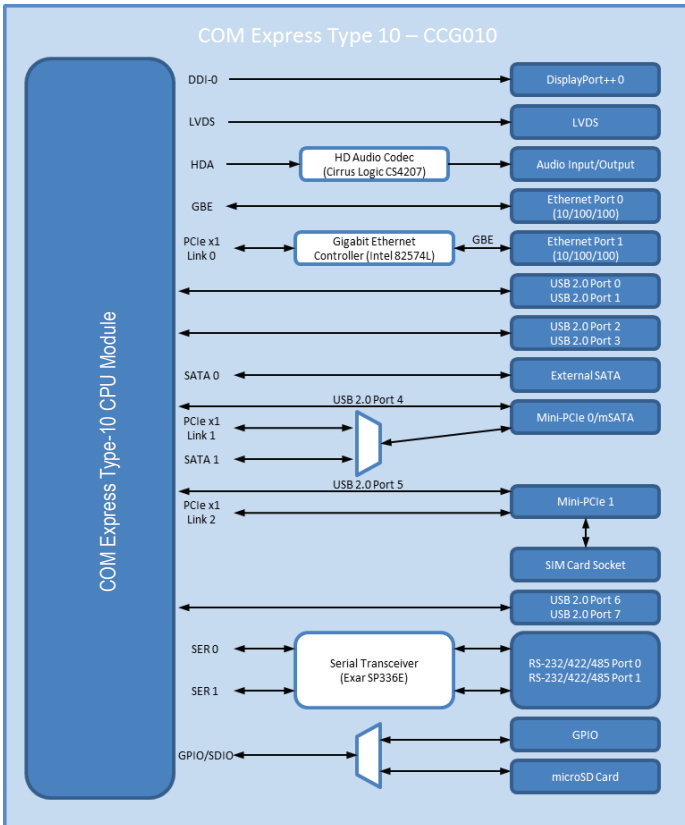 COM Express Type 10 – CCG010
COM Express Type-10 CPU Module
DDI-0
DisplayPort++ 0
LVDS
LVDS
HDA
HD Audio Codec
(Cirrus Logic CS4207)
Audio Input/Output
GBE
Ethernet Port 0
(10/100/100)
PCIe x1
Link 0
Gigabit Ethernet
Controller (Intel 82574L)
GBE
Ethernet Port 1
(10/100/100)
USB 2.0 Port 0
USB 2.0 Port 1
USB 2.0 Port 2
USB 2.0 Port 3
SATA 0
External SATA
USB 2.0 Port 4
PCIe x1
Link 1
SATA 1
Mini-PCIe 0/mSATA
USB 2.0 Port 5
PCIe x1
Link 2
Mini-PCIe 1
SIM Card Socket
USB 2.0 Port 6
USB 2.0 Port 7
SER 0
SER 1
Serial Transceiver
(Exar SP336E)
RS-232/422/485 Port 0
RS-232/422/485 Port 1
GPIO/SDIO
GPIO
microSD Card